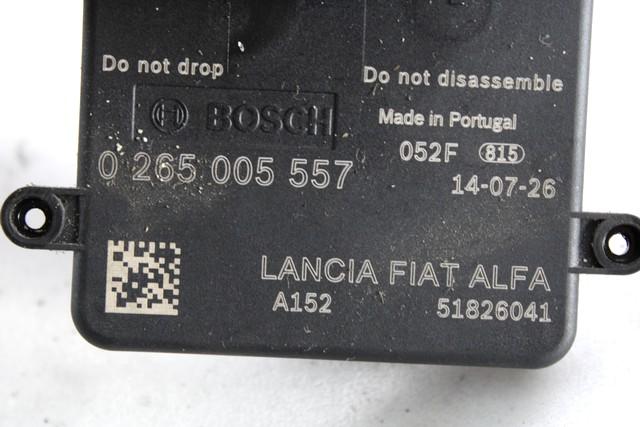 Do not drop
Do not disassemble
BOSCH
Made in Portugal
052F 815
0 265 005 557
14-07-26
LANCIA FIAT ALFA
A152 51826041